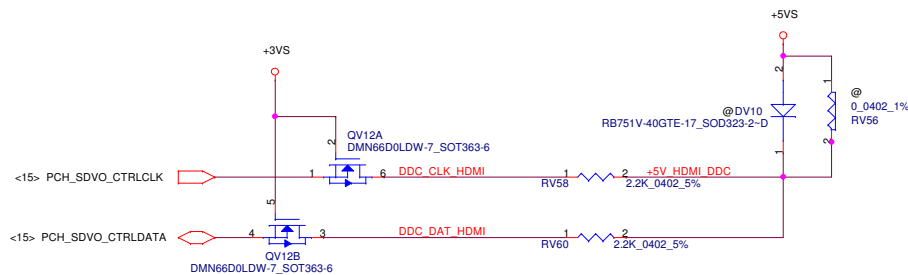 +5VS
+3VS
2
1
@
@DV10
0_0402_1%
RB751V-40GTE-17_SOD323-2~D
RV56
QV12A
DMN66D0LDW-7_SOT363-6
2
1
2
<15> PCH_SDVO_CTRLCLK
1
6
DDC_CLK_HDMI
1
2
+5V_HDMI_DDC
RV58
2.2K_0402_5%
5
<15> PCH_SDVO_CTRLDATA
4
3
DDC_DAT_HDMI
1
2
RV60
2.2K_0402_5%
QV12B
DMN66D0LDW-7_SOT363-6